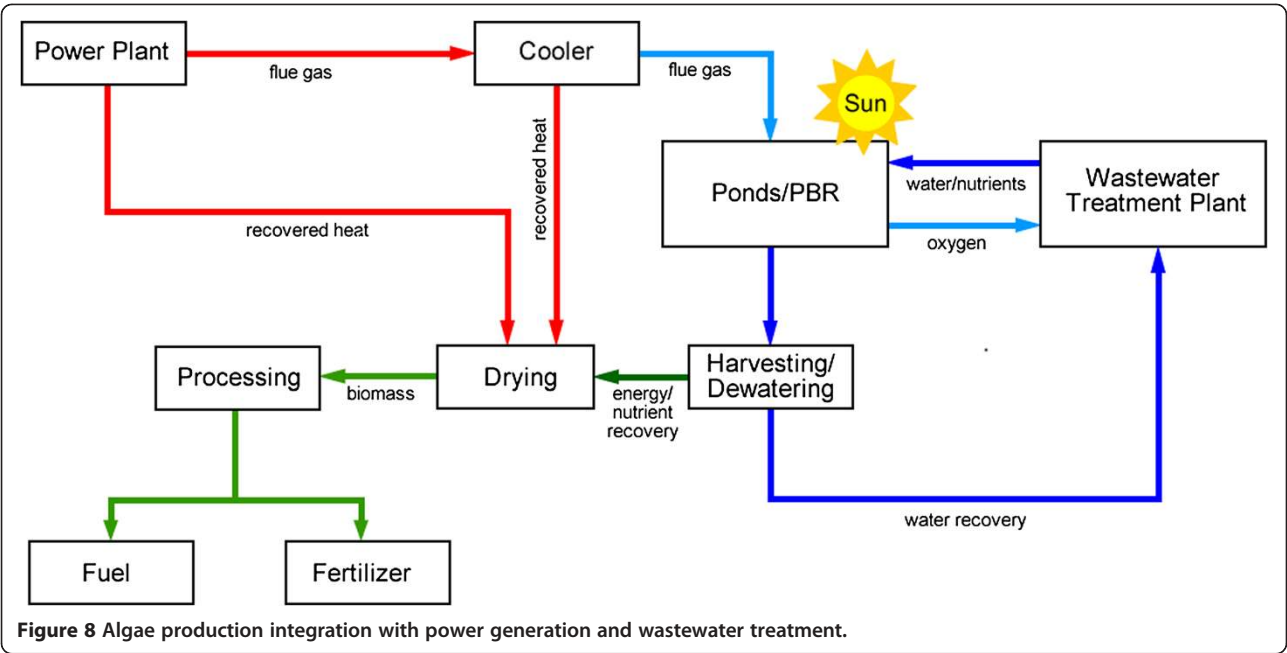 Power Plant
flue gas
Cooler
flue gas
Sun
recovered heat
recovered heat
Ponds/PBR
water/nutrients
oxygen
Wastewater
Treatment Plant
Processing
biomass
Drying
energy/
nutrient
recovery
Harvesting/
Dewatering
water recovery
Fuel
Fertilizer
Figure 8 Algae production integration with power generation and wastewater treatment.